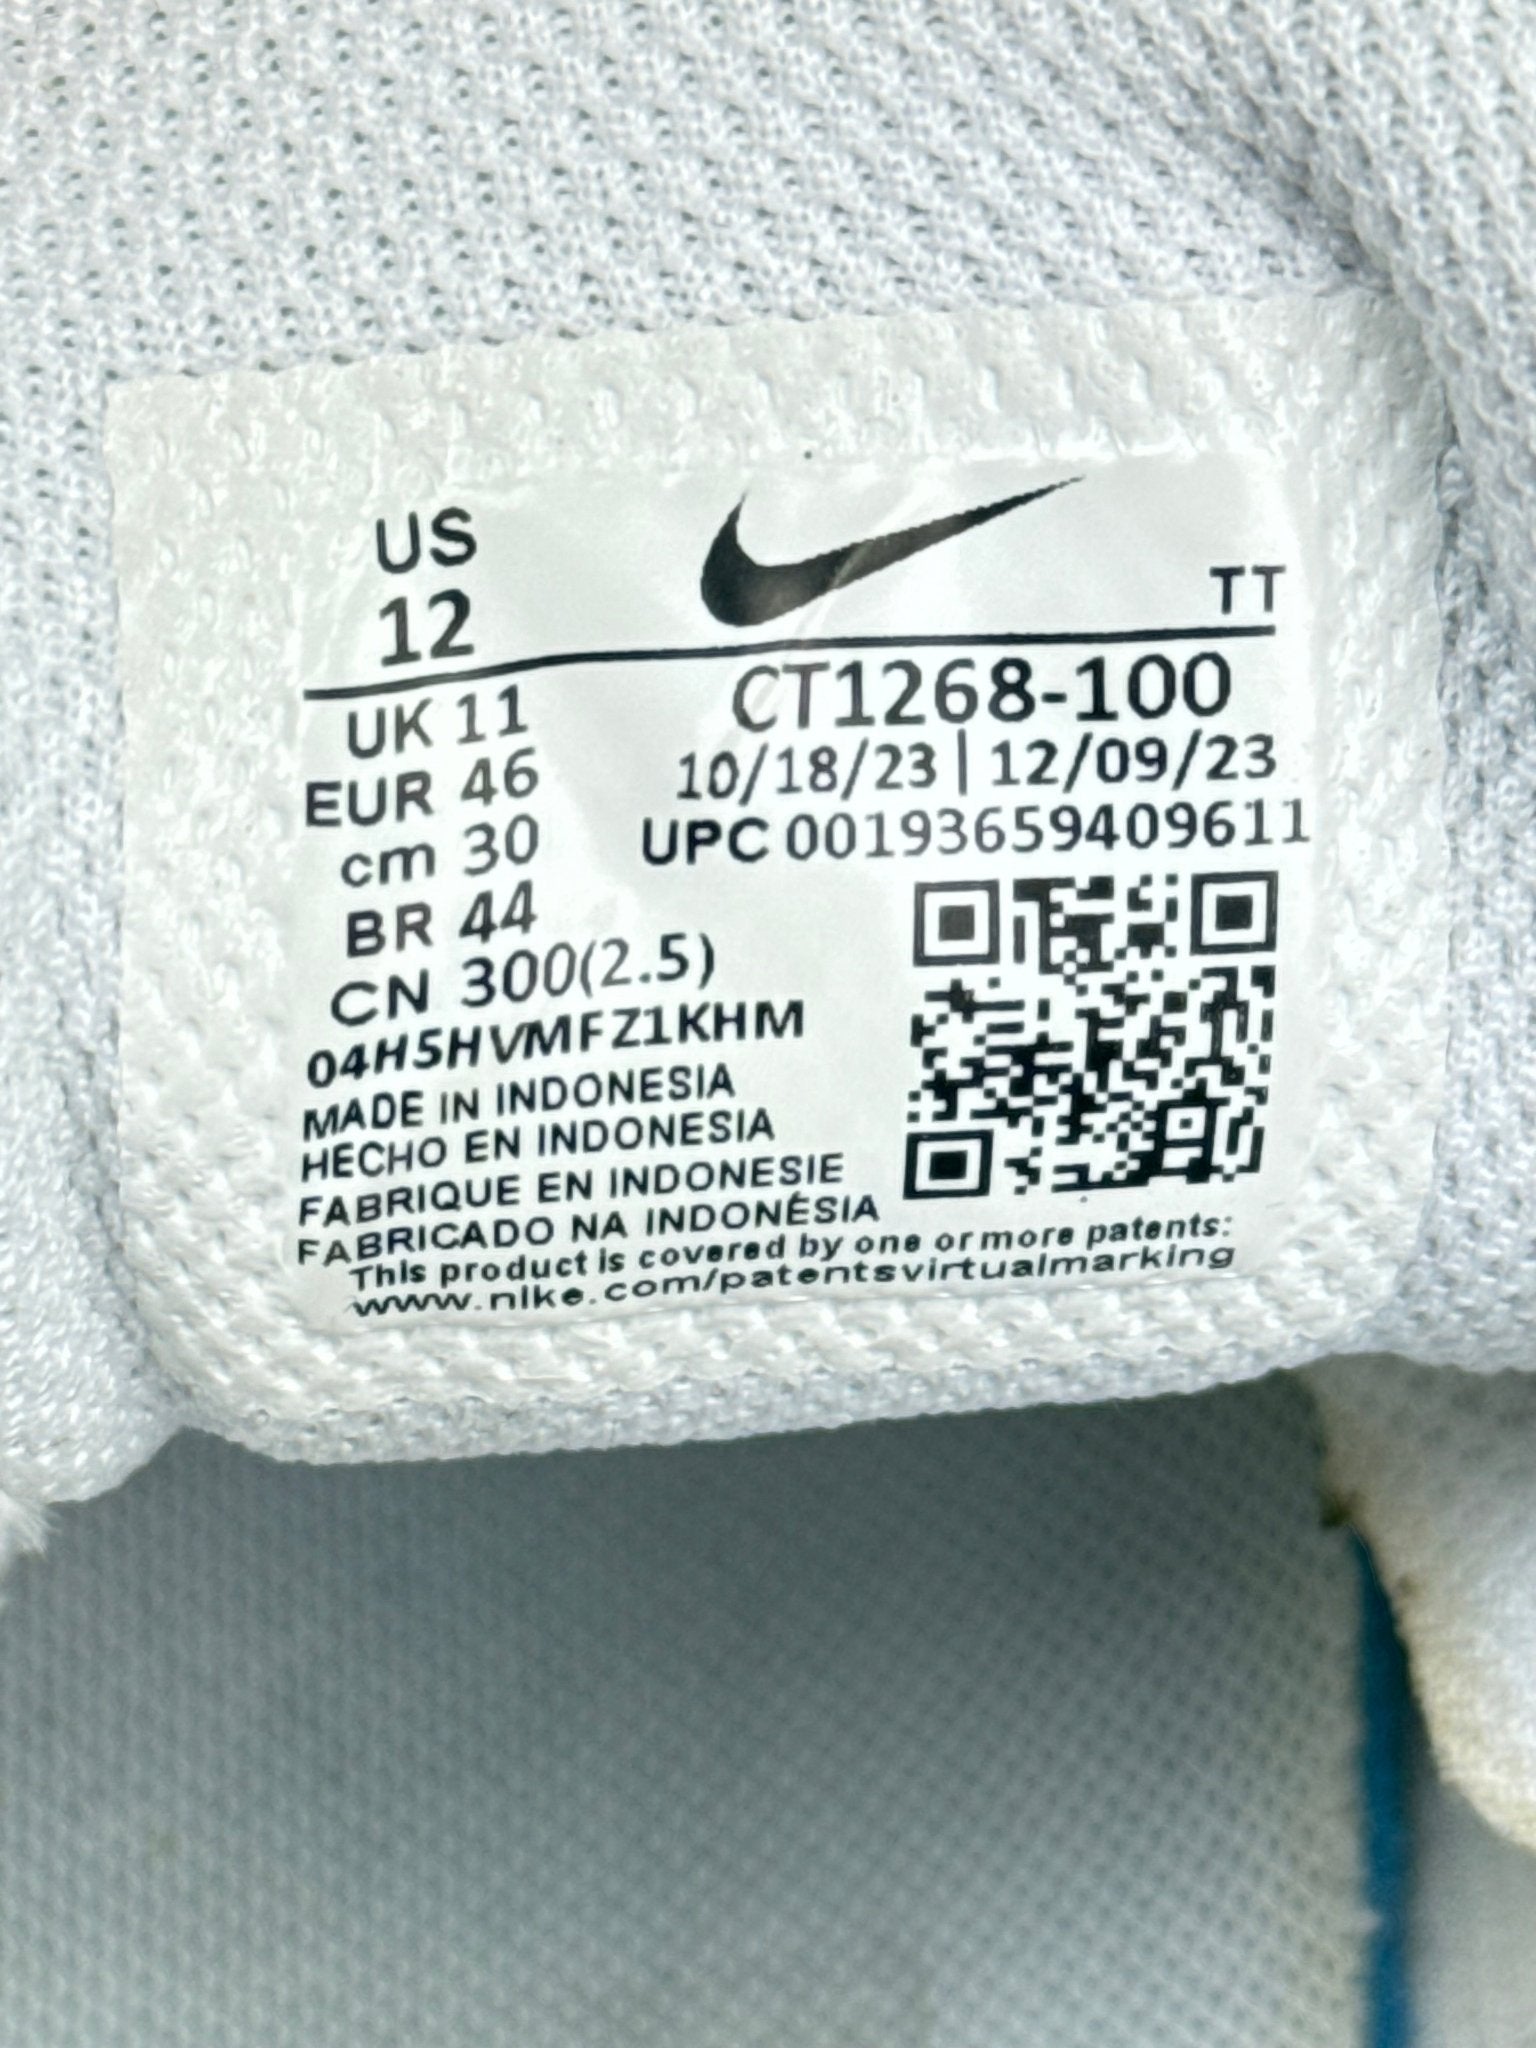 US
12
TT
UK 11
EUR 46
cm 30
BR 44
CN 300(2.5)
CT1268-100
10/18/23 | 12/09/23
UPC 00193659409611
04H5HVMFZ1KHM
MADE IN INDONESIA
HECHO EN INDONESIA
FABRIQUE EN INDONESIE
FABRICADO NA INDONÉSIA
This product is covered by one or more patents:
www.nike.com/patentsvirtualmarking